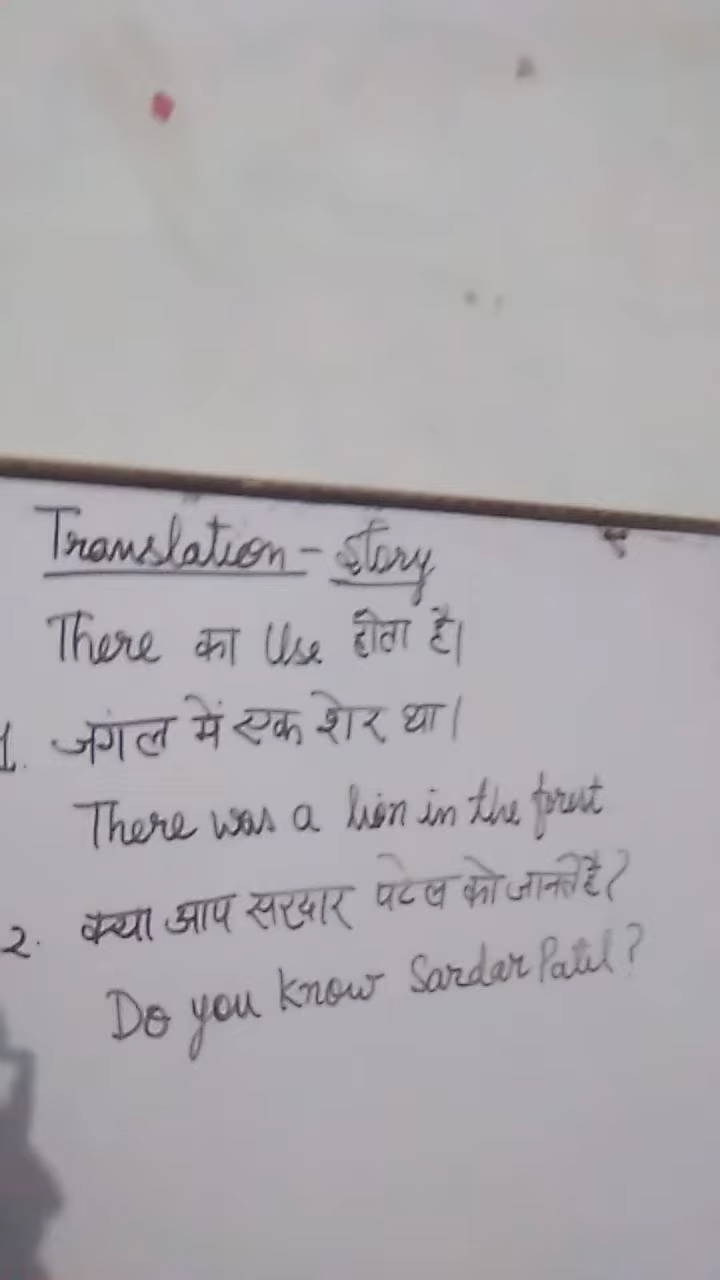 Translation - Story
There का Use होता है।
1. जगंल में एक शेर था।
There was a lion in the forest
2. क्या आप सरदार पटेल को जानते है?
Do you know Sardar Patel?